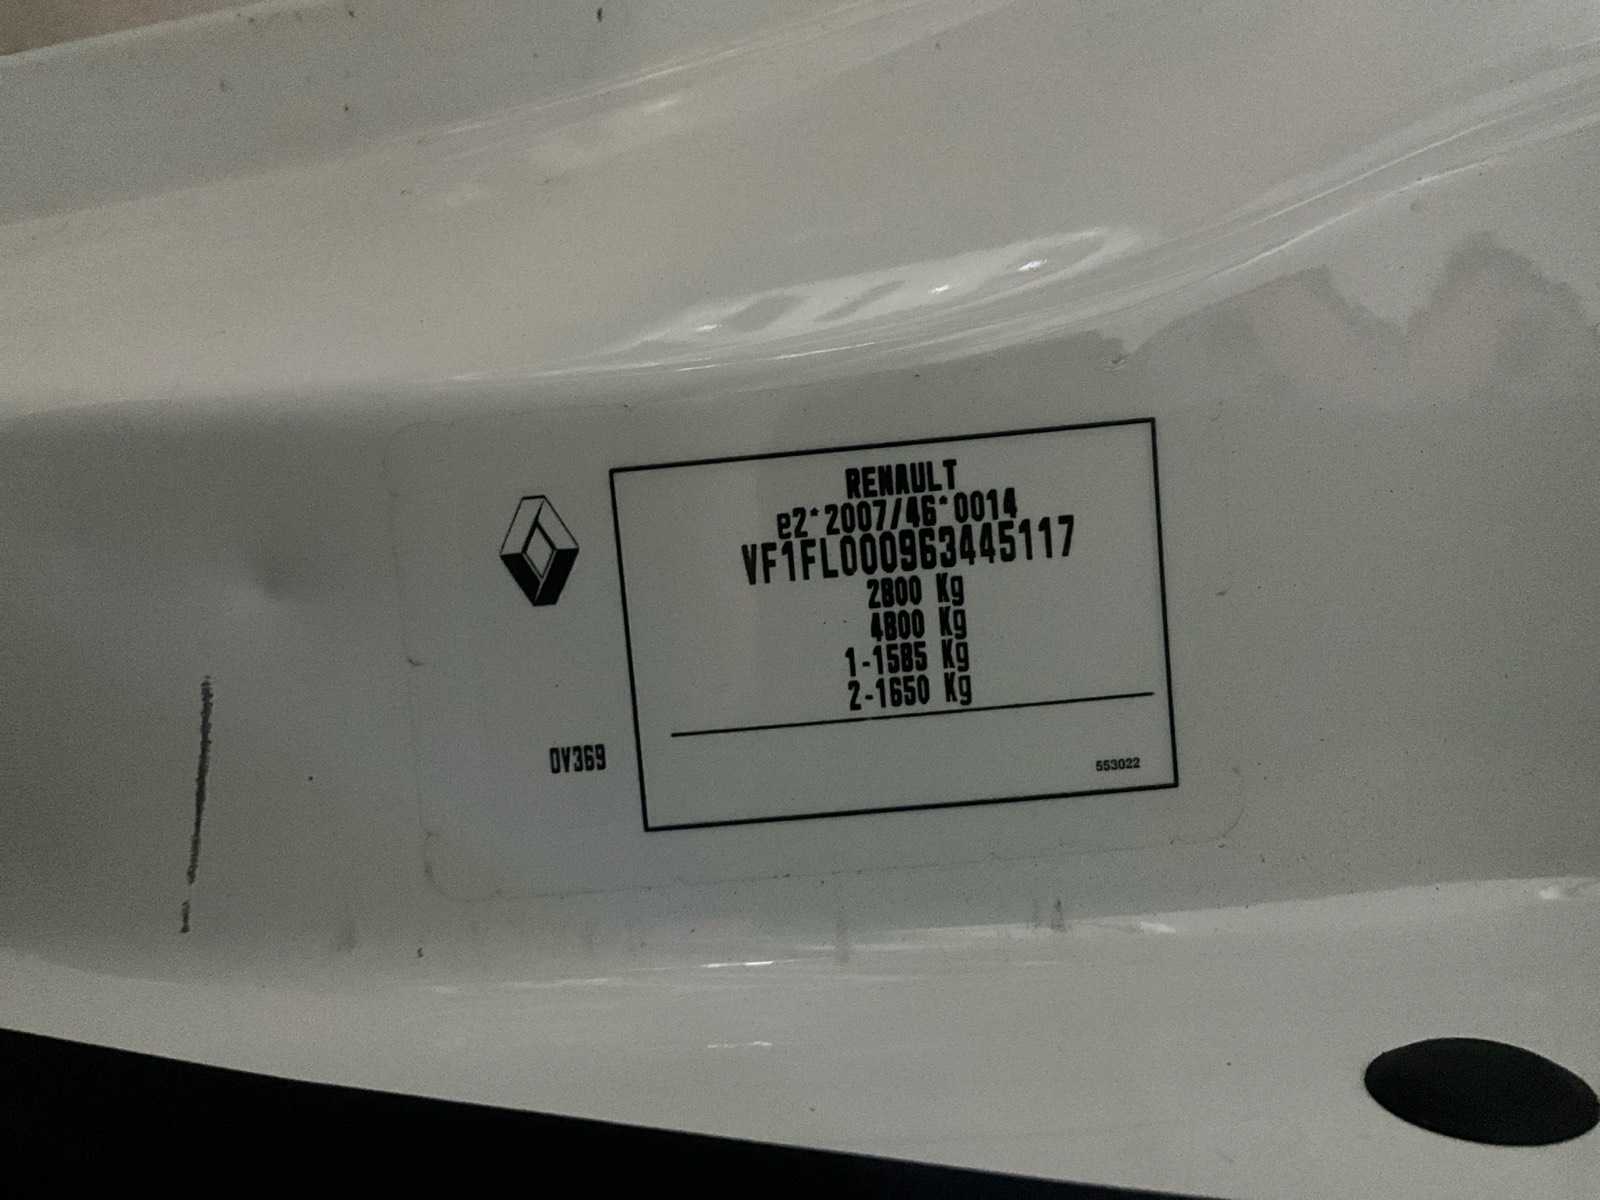 RENAULT
e2*2007/46*0014
VF1FL000963445117
2800 Kg
4800 Kg
1-1585 Kg
2-1650 Kg
OV369
553022